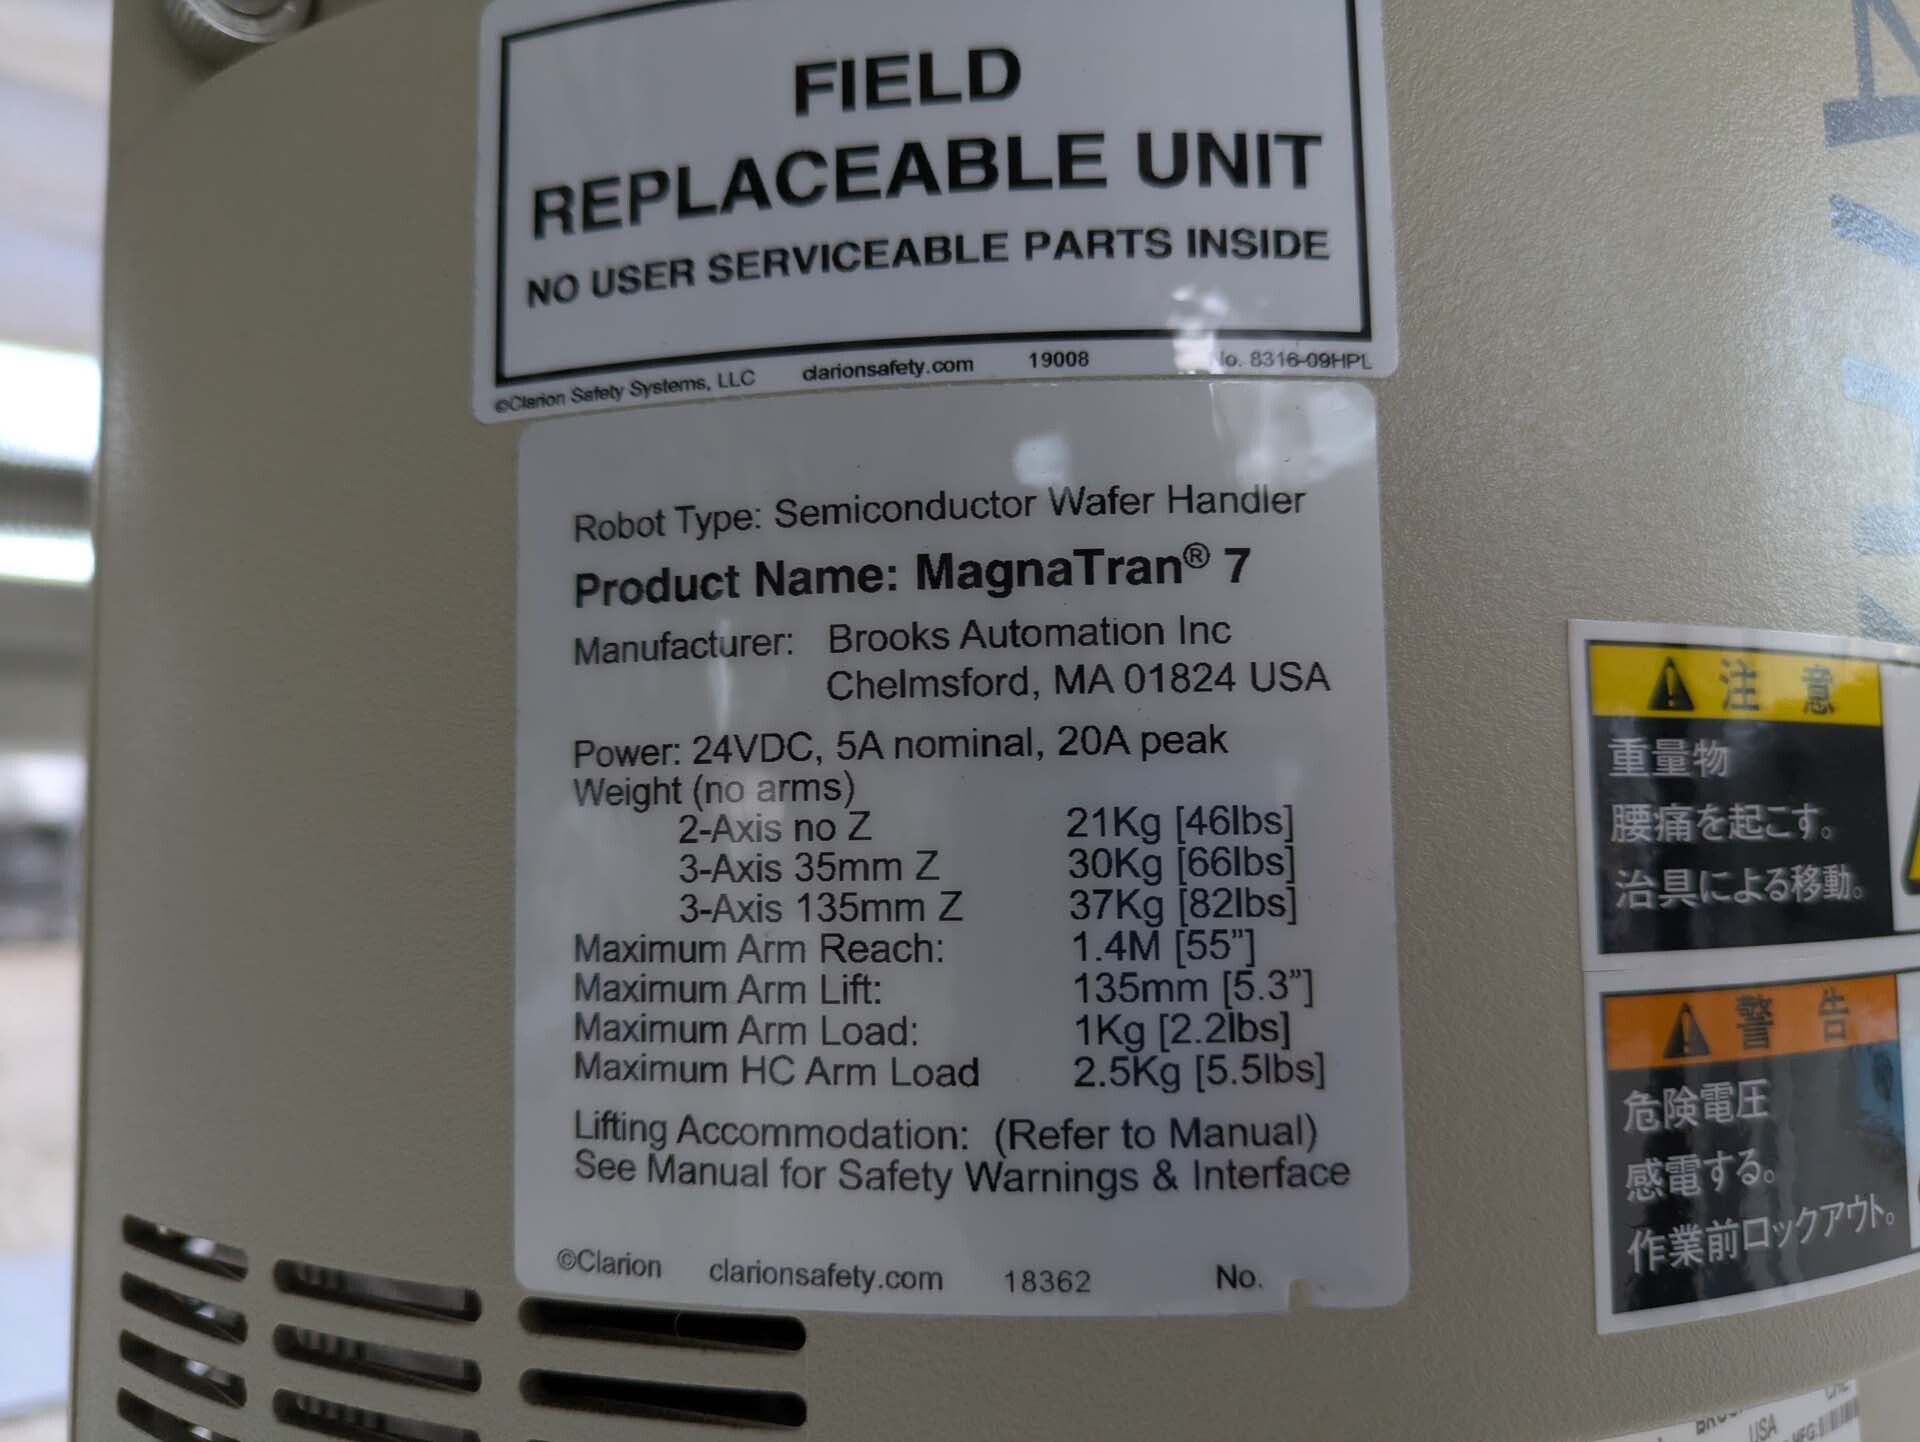 FIELD
REPLACEABLE UNIT
NO USER SERVICEABLE PARTS INSIDE
©Clarion Safety Systems, LLC clarionsafety.com 19008 No. 8316-09HPL
Robot Type: Semiconductor Wafer Handler
Product Name: MagnaTran® 7
Manufacturer: Brooks Automation Inc
Chelmsford, MA 01824 USA
Power: 24VDC, 5A nominal, 20A peak
Weight (no arms)
2-Axis no Z 21Kg [46lbs]
3-Axis 35mm Z 30Kg [66lbs]
3-Axis 135mm Z 37Kg [82lbs]
Maximum Arm Reach: 1.4M [55”]
Maximum Arm Lift: 135mm [5.3”]
Maximum Arm Load: 1Kg [2.2lbs]
Maximum HC Arm Load 2.5Kg [5.5lbs]
Lifting Accommodation: (Refer to Manual)
See Manual for Safety Warnings & Interface
©Clarion clarionsafety.com 18362 No.
注意
重量物
腰痛を起こす。
治具による移動。
警告
危険電圧
感電する。
作業前ロックアウト。
USA